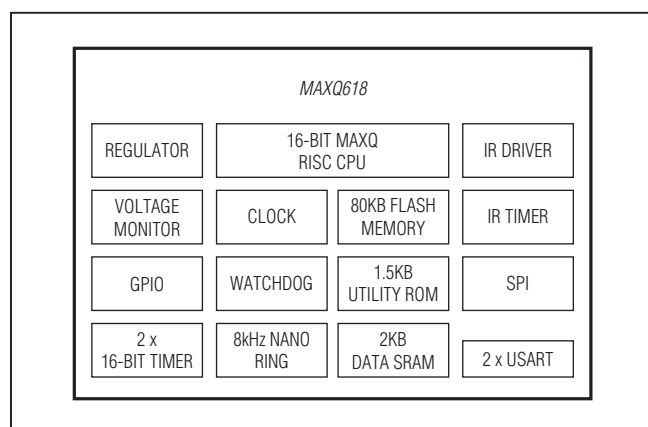 MAXQ618
REGULATOR
16-BIT MAXQ
RISC CPU
IR DRIVER
VOLTAGE
MONITOR
CLOCK
80KB FLASH
MEMORY
IR TIMER
GPIO
WATCHDOG
1.5KB
UTILITY ROM
SPI
2 x
16-BIT TIMER
8kHz NANO
RING
2KB
DATA SRAM
2 x USART